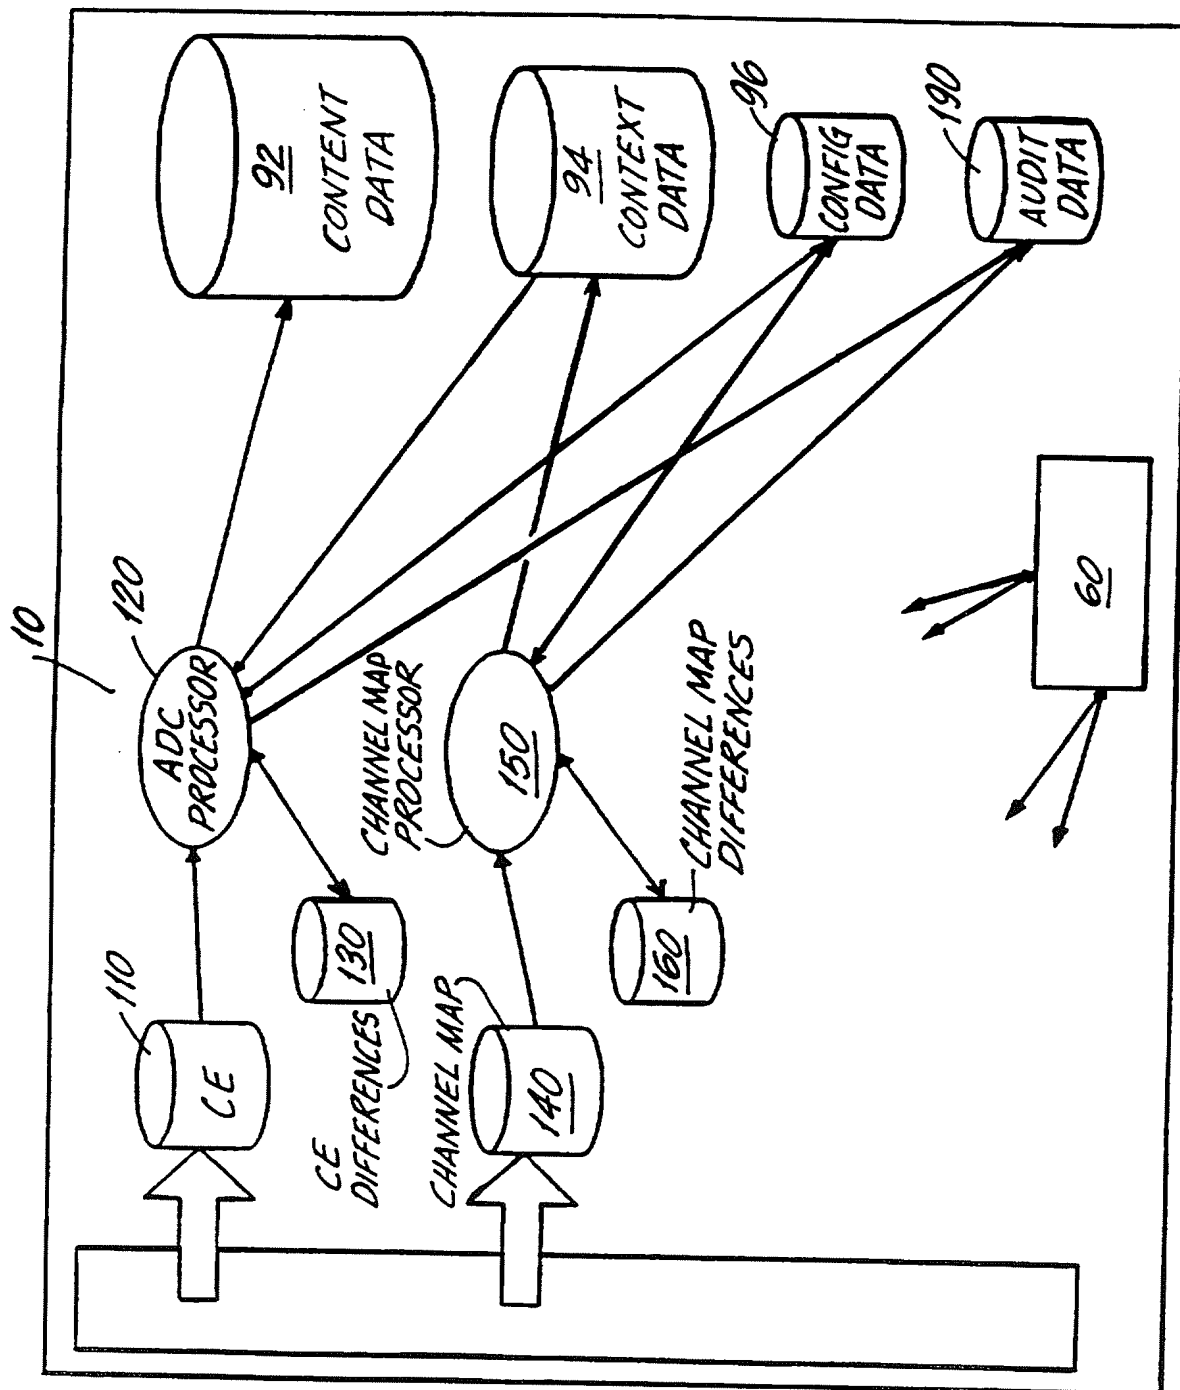 10
110
CE
120
ADC
PROCESSOR
92
CONTENT
DATA
CE
DIFFERENCES
130
CHANNEL MAP
140
CHANNEL MAP
PROCESSOR
150
94
CONTEXT
DATA
160
CHANNEL MAP
DIFFERENCES
96
CONFIG
DATA
190
AUDIT
DATA
60